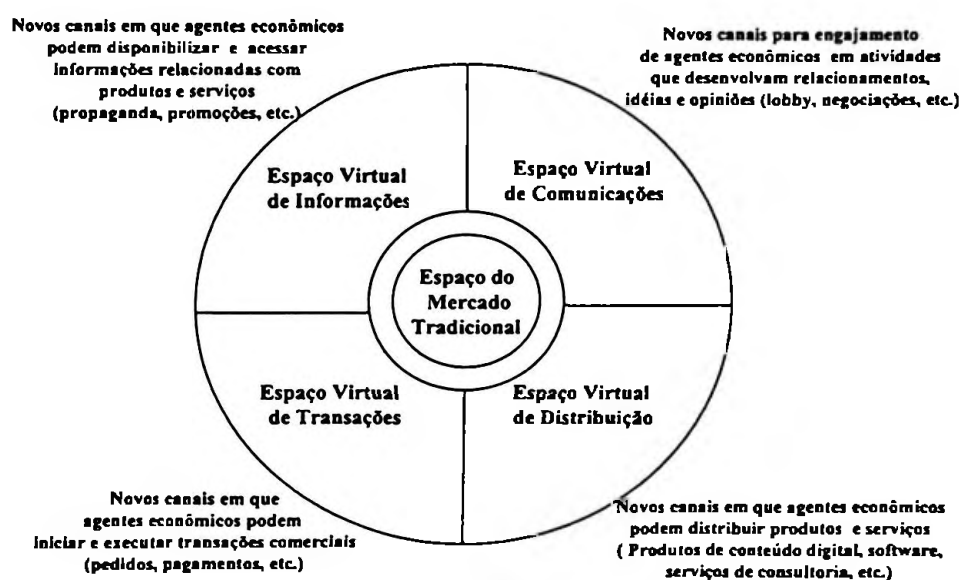 Novos canais em que agentes econômicos
podem disponibilizar e acessar
informações relacionadas com
produtos e serviços
(propaganda, promoções, etc.)
Novos canais para engajamento
de agentes econômicos em atividades
que desenvolvam relacionamentos,
idéias e opiniões (lobby, negociações, etc.)
Espaço Virtual
de Informações
Espaço Virtual
de Comunicações
Espaço do
Mercado
Tradicional
Espaço Virtual
de Transações
Espaço Virtual
de Distribuição
Novos canais em que
agentes econômicos podem
iniciar e executar transações comerciais
(pedidos, pagamentos, etc.)
Novos canais em que agentes econômicos
podem distribuir produtos e serviços
( Produtos de conteúdo digital, software,
serviços de consultoria, etc.)